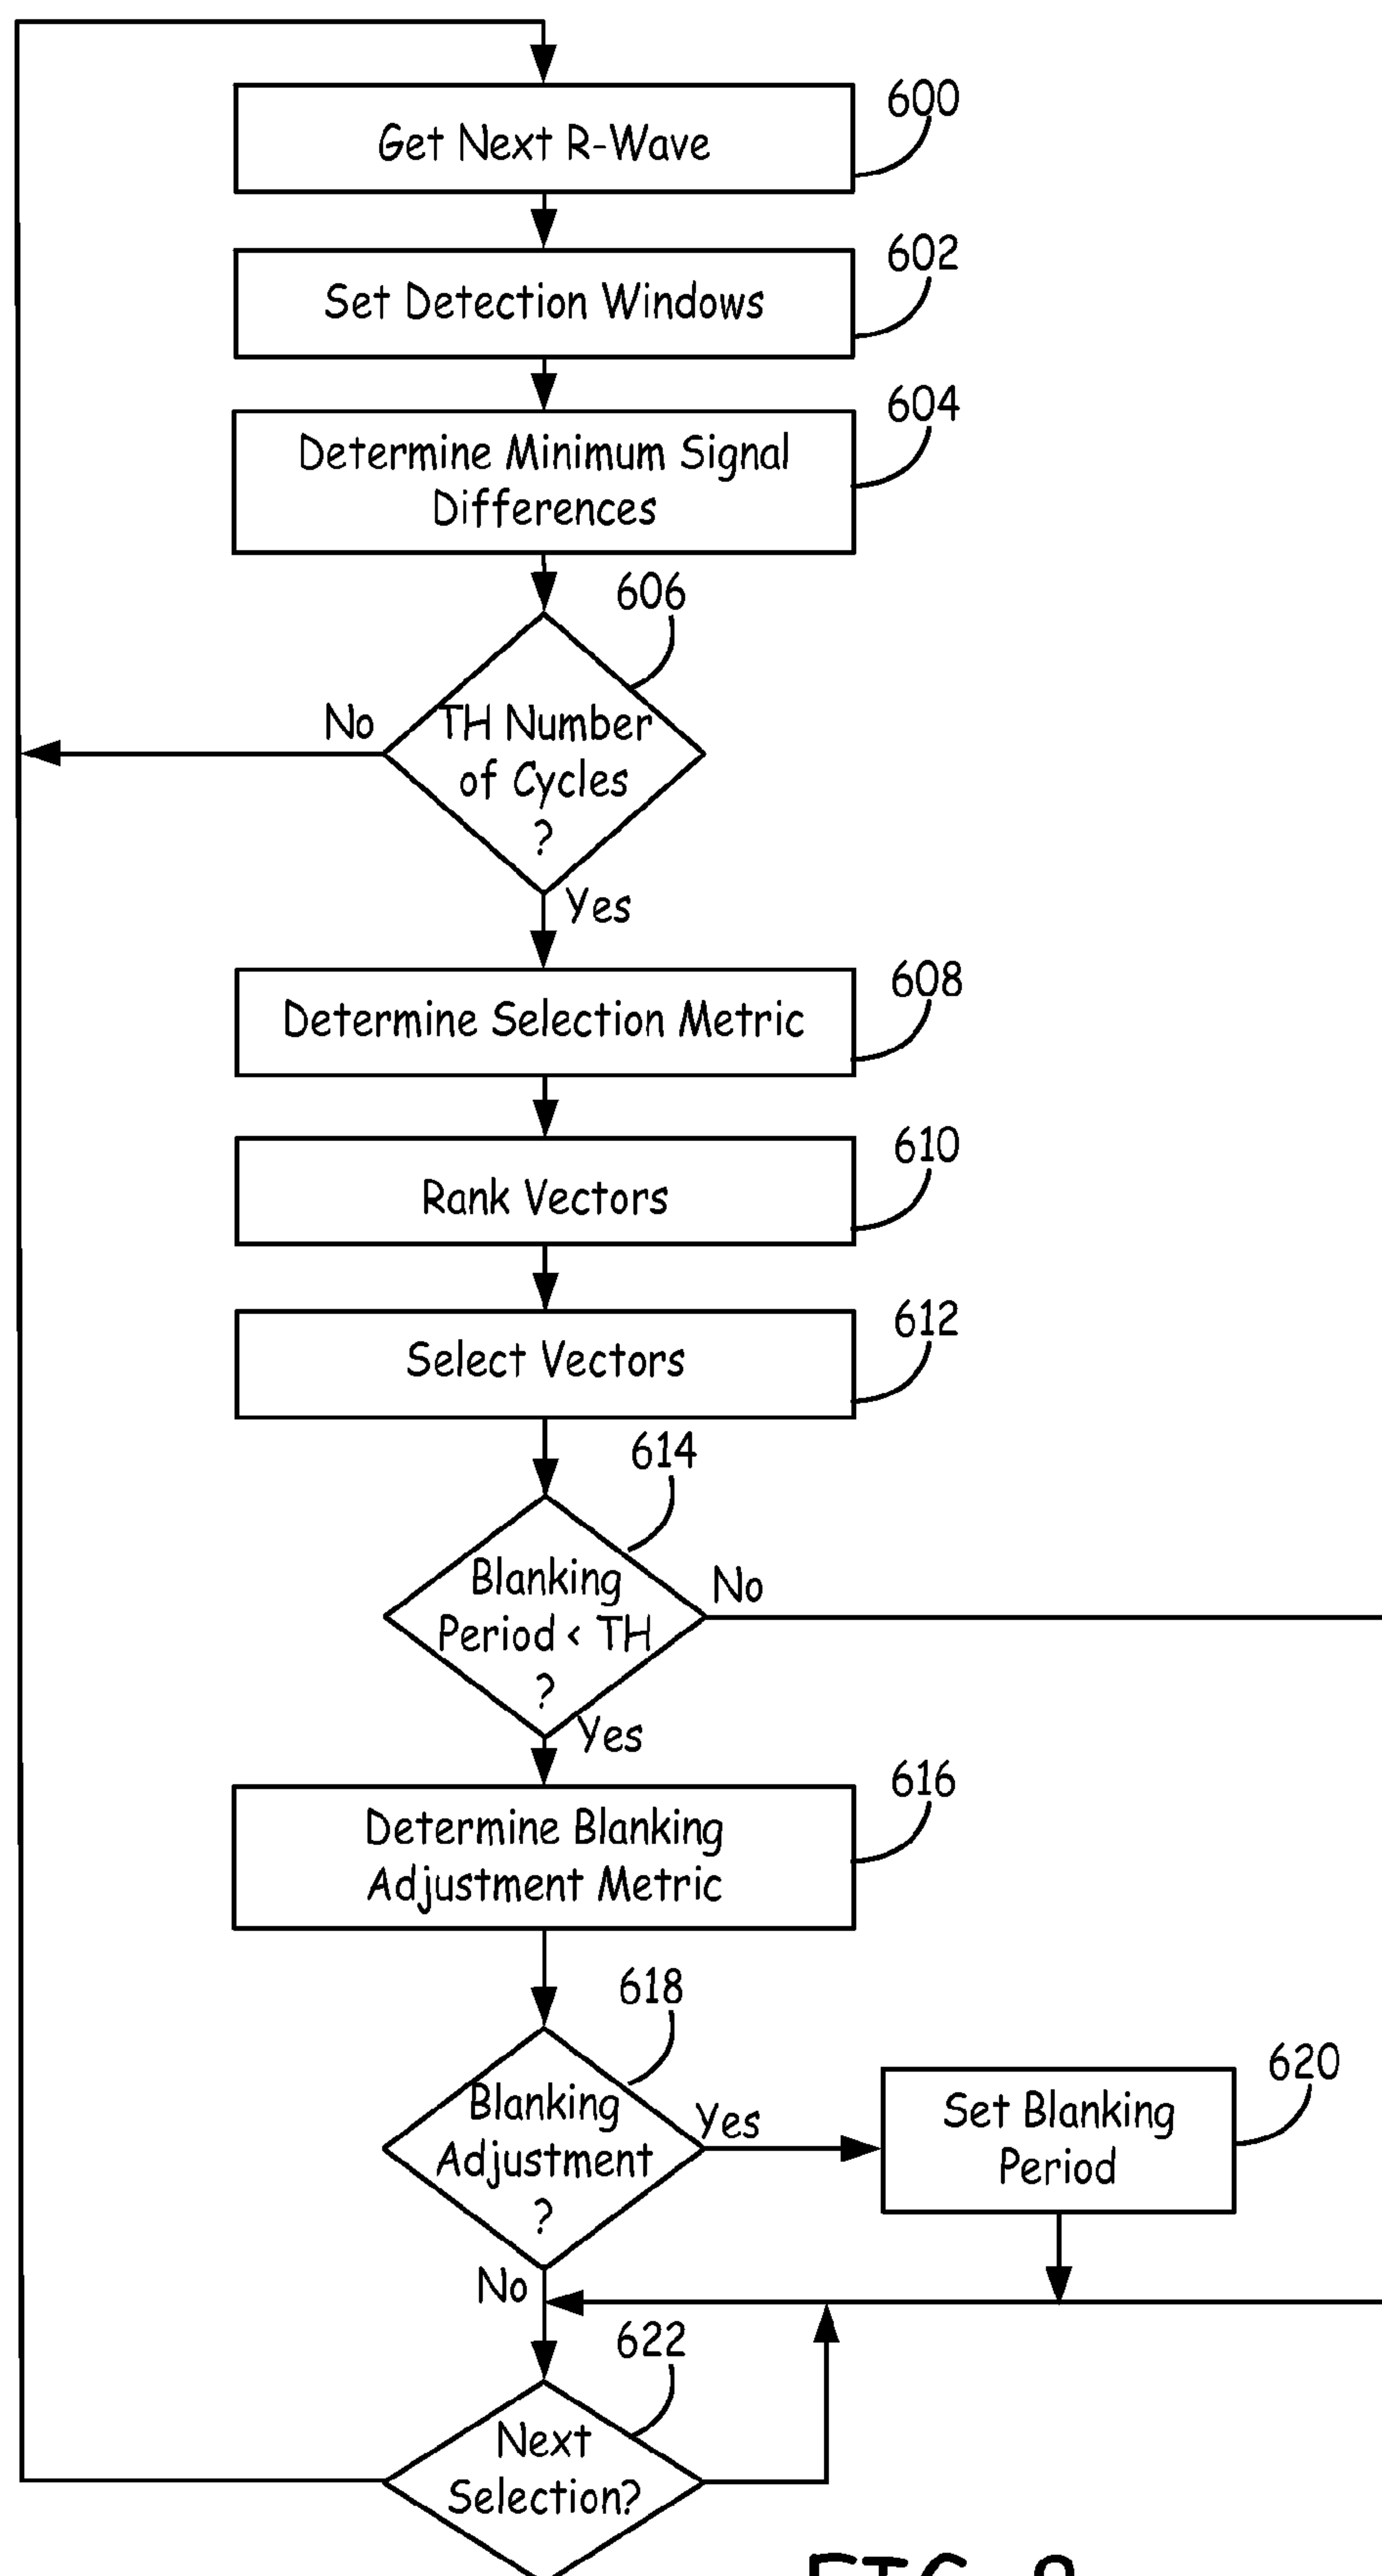 600
Get Next R-Wave
602
Set Detection Windows
604
Determine Minimum Signal
Differences
606
No
TH Number
of Cycles
?
Yes
608
Determine Selection Metric
610
Rank Vectors
612
Select Vectors
614
Blanking
Period < TH
?
No
Yes
616
Determine Blanking
Adjustment Metric
618
Blanking
Adjustment
?
Yes
620
Set Blanking
Period
No
622
Next
Selection?